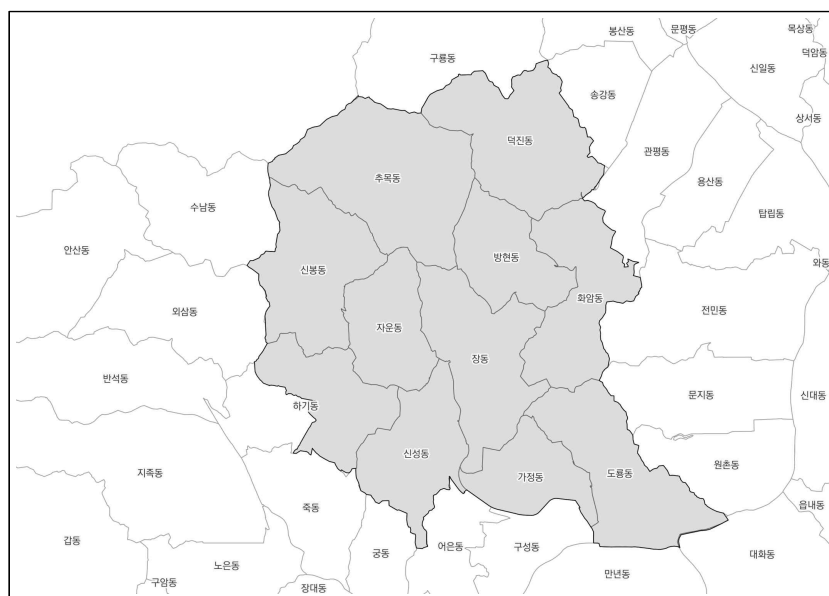 봉산동
문평동
목상동
구룡동
덕암동
신일동
송강동
상서동
덕진동
관평동
추목동
용산동
수남동
탑립동
안산동
방현동
와동
신봉동
화암동
외삼동
전민동
자운동
장동
반석동
문지동
신대동
하기동
신성동
원촌동
지족동
가정동
도룡동
읍내동
죽동
갑동
어은동
구성동
궁동
대화동
노은동
만년동
구암동
장대동